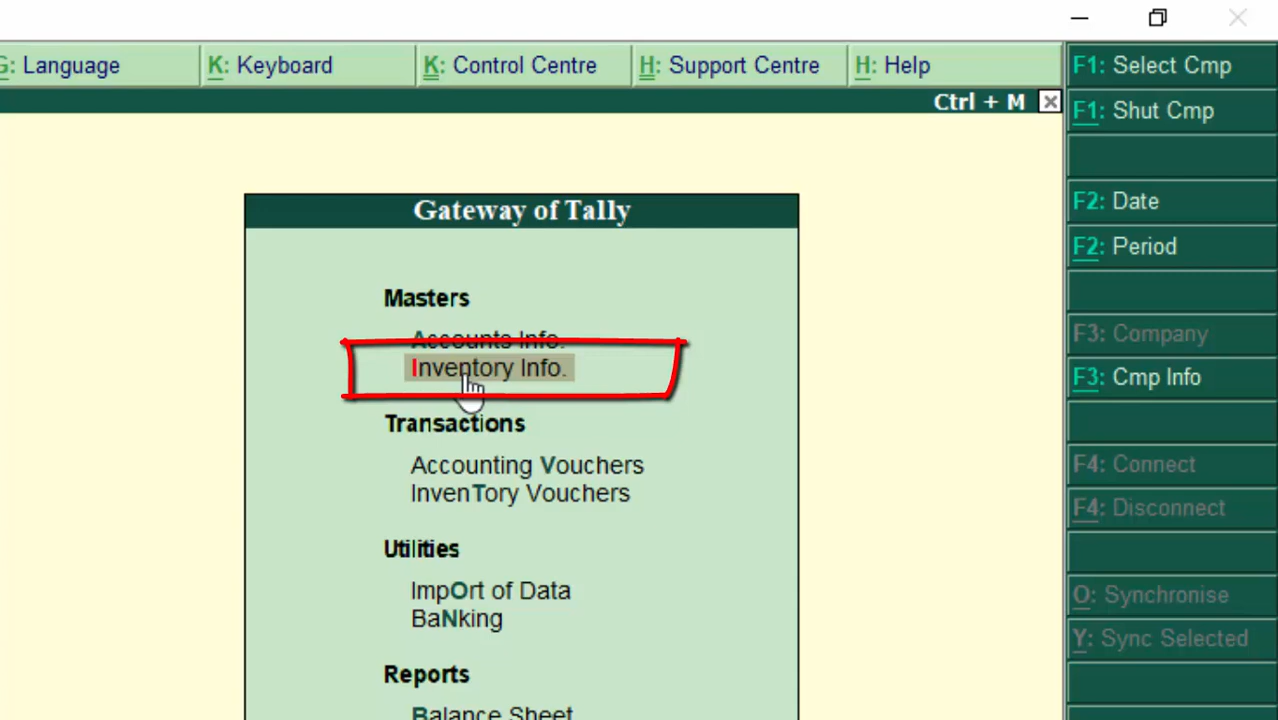 G: Language K: Keyboard K: Control Centre H: Support Centre H: Help
Ctrl + M
Gateway of Tally
Masters
Accounts Info.
Inventory Info.
Transactions
Accounting Vouchers
InvenTory Vouchers
Utilities
ImpOrt of Data
BaNking
Reports
Balance Sheet
F1: Select Cmp
F1: Shut Cmp
F2: Date
F2: Period
F3: Company
F3: Cmp Info
F4: Connect
F4: Disconnect
O: Synchronise
Y: Sync Selected